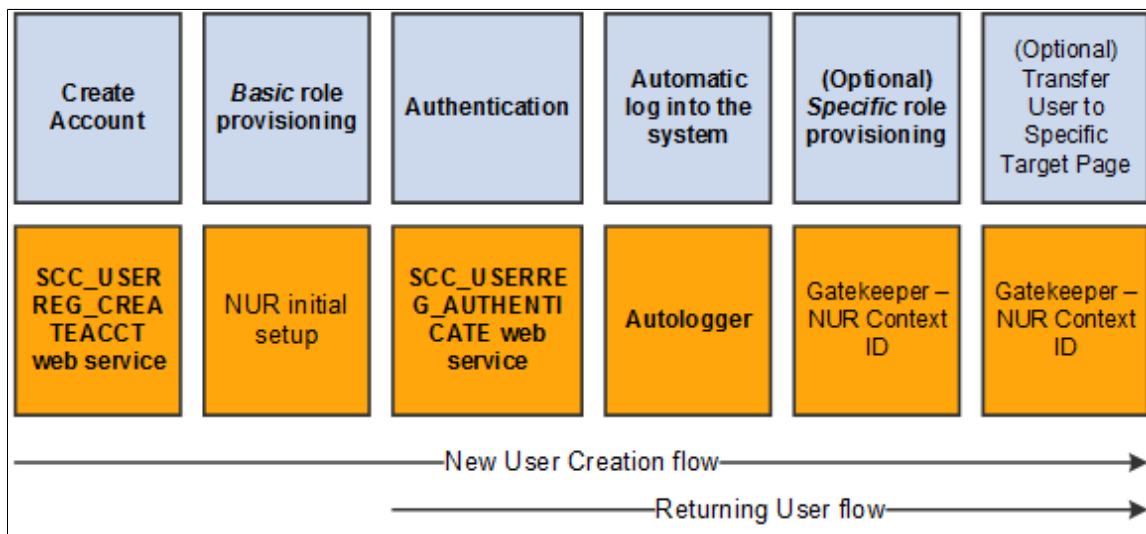 Create
Account
Basic role
provisioning
Authentication
Automatic
log into the
system
(Optional)
Specific role
provisioning
(Optional)
Transfer
User to
Specific
Target Page
SCC_USER
REG_CREA
TEACCT
web service
NUR initial
setup
SCC_USERRE
G_AUTHENTI
CATE web
service
Autologger
Gatekeeper –
NUR Context
ID
Gatekeeper –
NUR Context
ID
New User Creation flow
Returning User flow